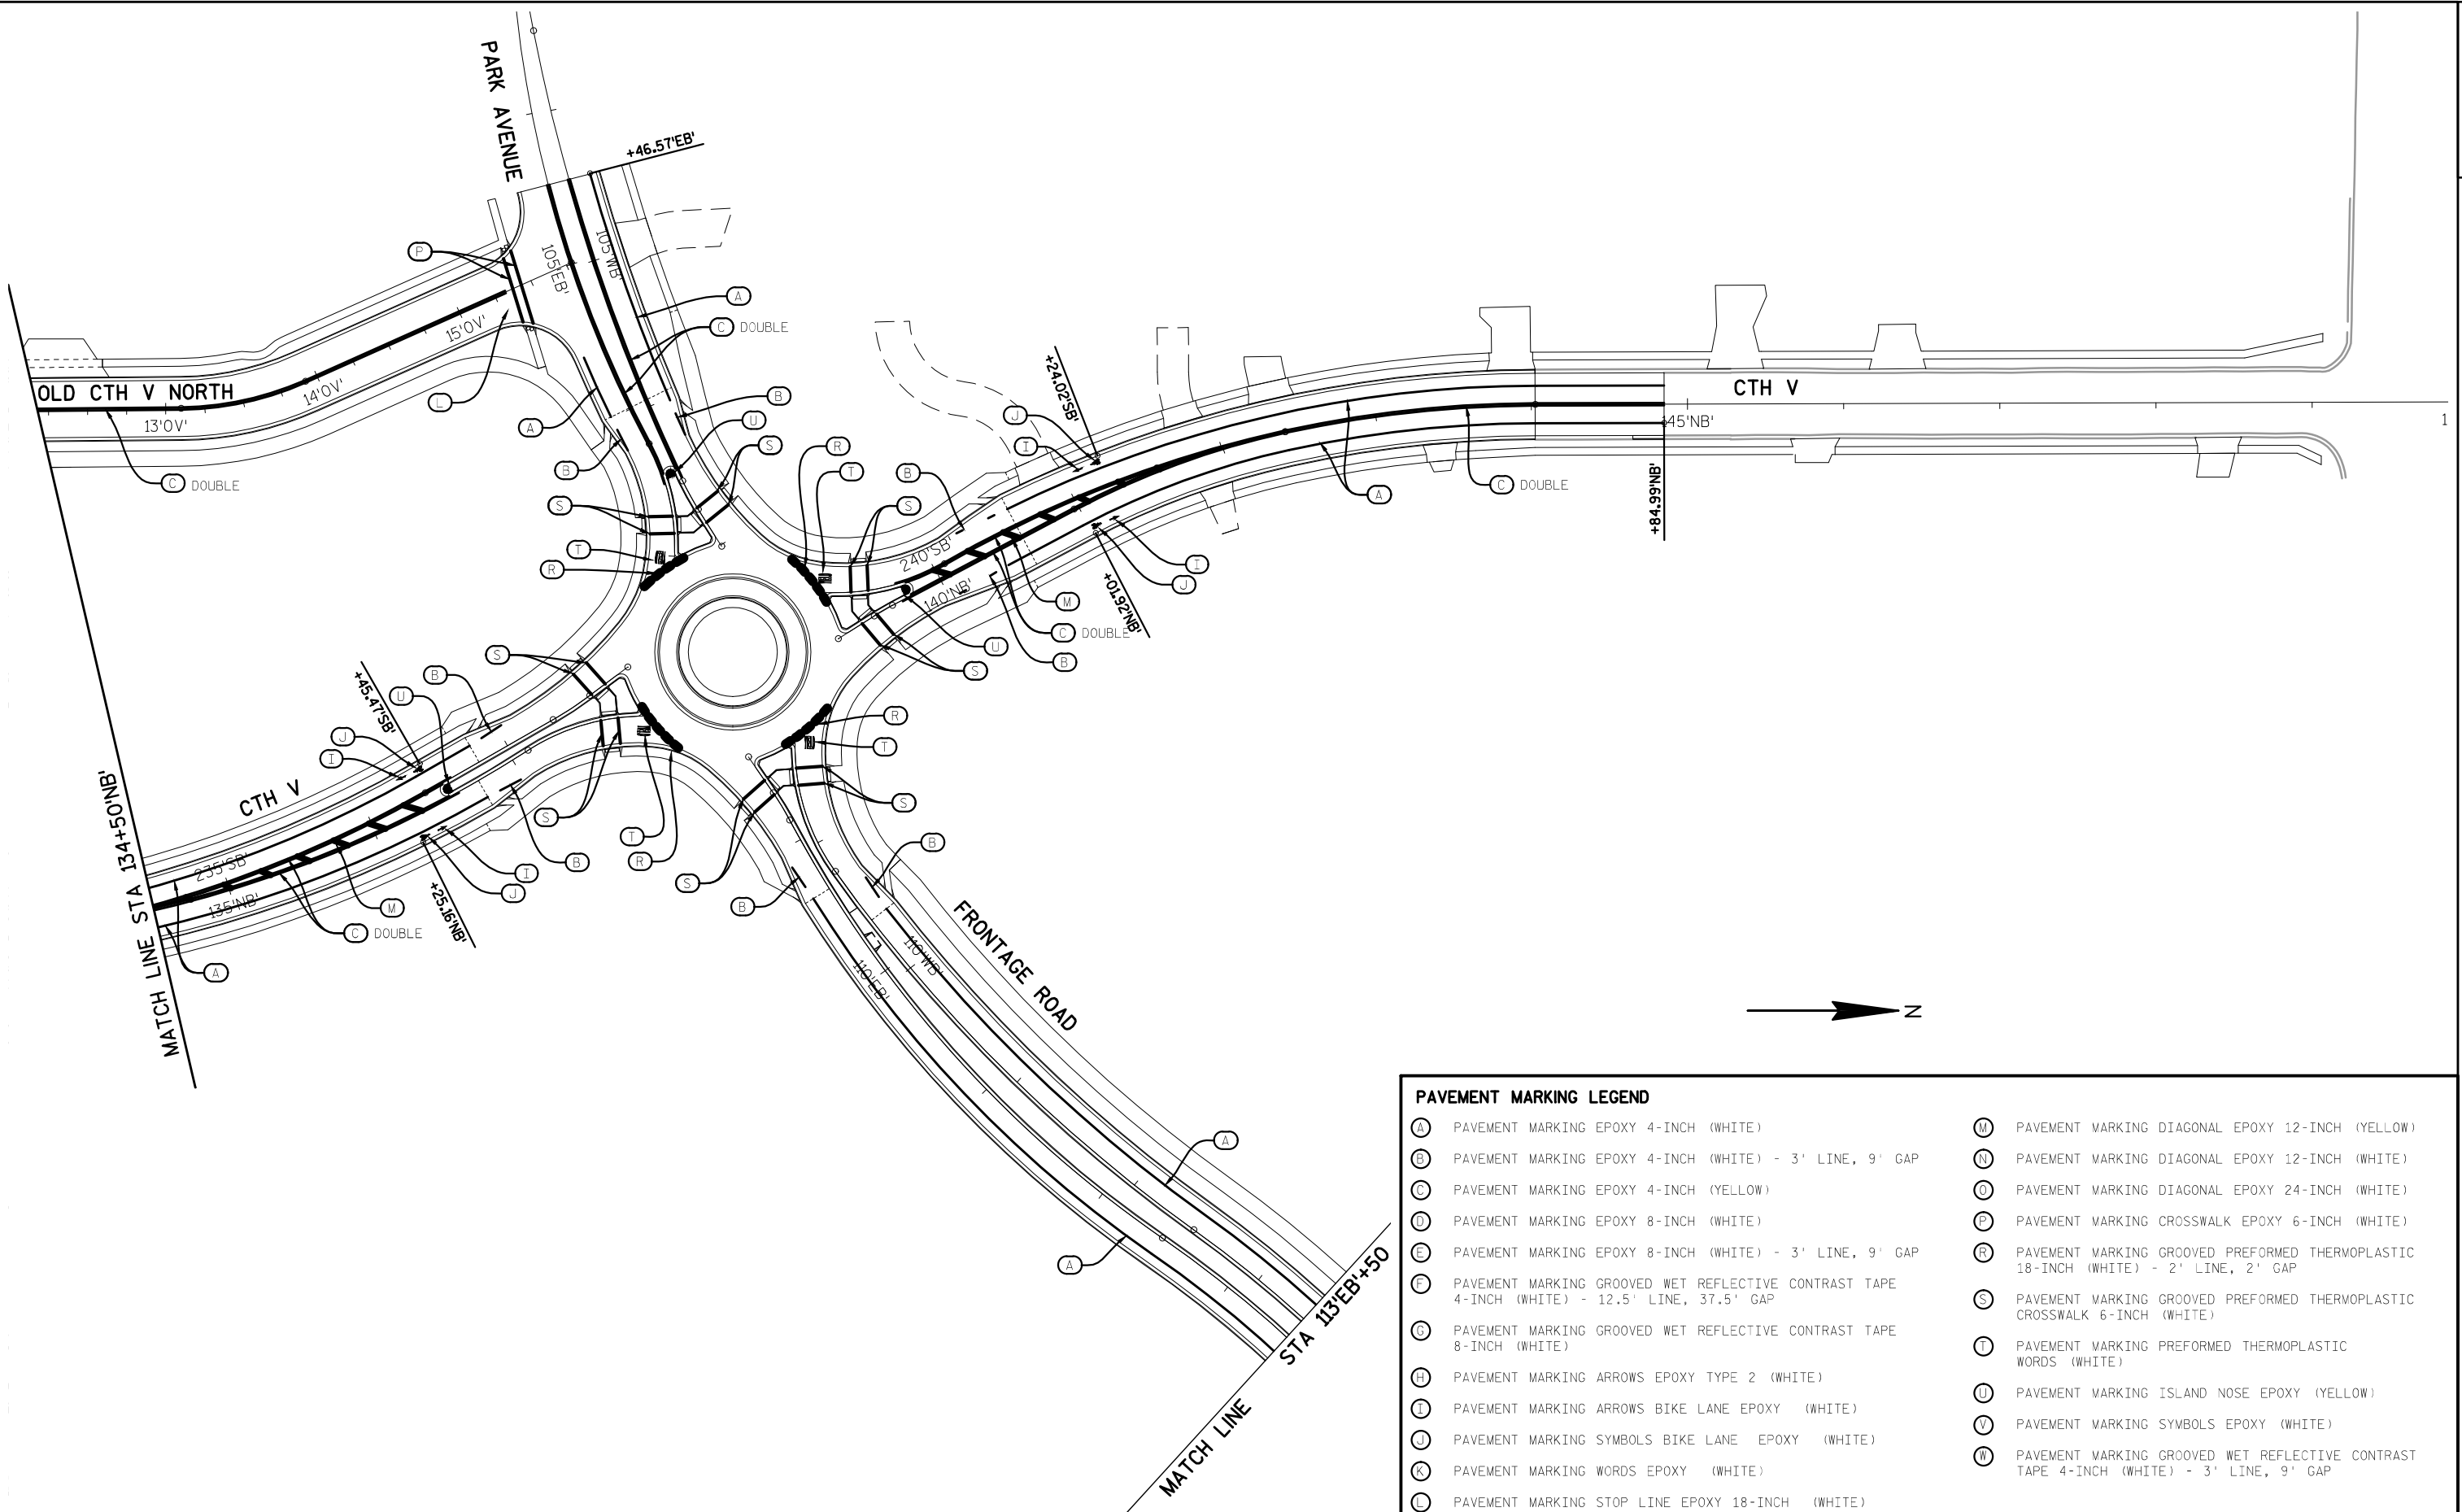 PARK AVENUE
+46.57'EB'
105'EB'
105'WB'
P
A
C DOUBLE
15'OV'
OLD CTH V NORTH
14'OV'
13'OV'
L
A
B
C DOUBLE
B
U
S
R
T
B
S
S
T
R
J
I
+24.02'SB'
CTH V
145'NB'
1
A
C DOUBLE
+84.99'NB'
240'SB'
140'NB'
I
J
M
+01.92'NB'
C DOUBLE
B
U
S
S
B
U
+45.47'SB'
J
I
CTH V
R
T
S
S
T
R
B
I
J
S
B
B
235'SB'
135'NB'
M
C DOUBLE
+25.16'NB'
A
MATCH LINE STA 134+50'NB'
110'WB'
110'EB'
FRONTAGE ROAD
N
A
A
MATCH LINE STA 113'EB'+50
PAVEMENT MARKING LEGEND
A PAVEMENT MARKING EPOXY 4-INCH (WHITE)
B PAVEMENT MARKING EPOXY 4-INCH (WHITE) - 3' LINE, 9' GAP
C PAVEMENT MARKING EPOXY 4-INCH (YELLOW)
D PAVEMENT MARKING EPOXY 8-INCH (WHITE)
E PAVEMENT MARKING EPOXY 8-INCH (WHITE) - 3' LINE, 9' GAP
F PAVEMENT MARKING GROOVED WET REFLECTIVE CONTRAST TAPE
4-INCH (WHITE) - 12.5' LINE, 37.5' GAP
G PAVEMENT MARKING GROOVED WET REFLECTIVE CONTRAST TAPE
8-INCH (WHITE)
H PAVEMENT MARKING ARROWS EPOXY TYPE 2 (WHITE)
I PAVEMENT MARKING ARROWS BIKE LANE EPOXY (WHITE)
J PAVEMENT MARKING SYMBOLS BIKE LANE EPOXY (WHITE)
K PAVEMENT MARKING WORDS EPOXY (WHITE)
L PAVEMENT MARKING STOP LINE EPOXY 18-INCH (WHITE)
M PAVEMENT MARKING DIAGONAL EPOXY 12-INCH (YELLOW)
N PAVEMENT MARKING DIAGONAL EPOXY 12-INCH (WHITE)
O PAVEMENT MARKING DIAGONAL EPOXY 24-INCH (WHITE)
P PAVEMENT MARKING CROSSWALK EPOXY 6-INCH (WHITE)
R PAVEMENT MARKING GROOVED PREFORMED THERMOPLASTIC
18-INCH (WHITE) - 2' LINE, 2' GAP
S PAVEMENT MARKING GROOVED PREFORMED THERMOPLASTIC
CROSSWALK 6-INCH (WHITE)
T PAVEMENT MARKING PREFORMED THERMOPLASTIC
WORDS (WHITE)
U PAVEMENT MARKING ISLAND NOSE EPOXY (YELLOW)
V PAVEMENT MARKING SYMBOLS EPOXY (WHITE)
W PAVEMENT MARKING GROOVED WET REFLECTIVE CONTRAST
TAPE 4-INCH (WHITE) - 3' LINE, 9' GAP